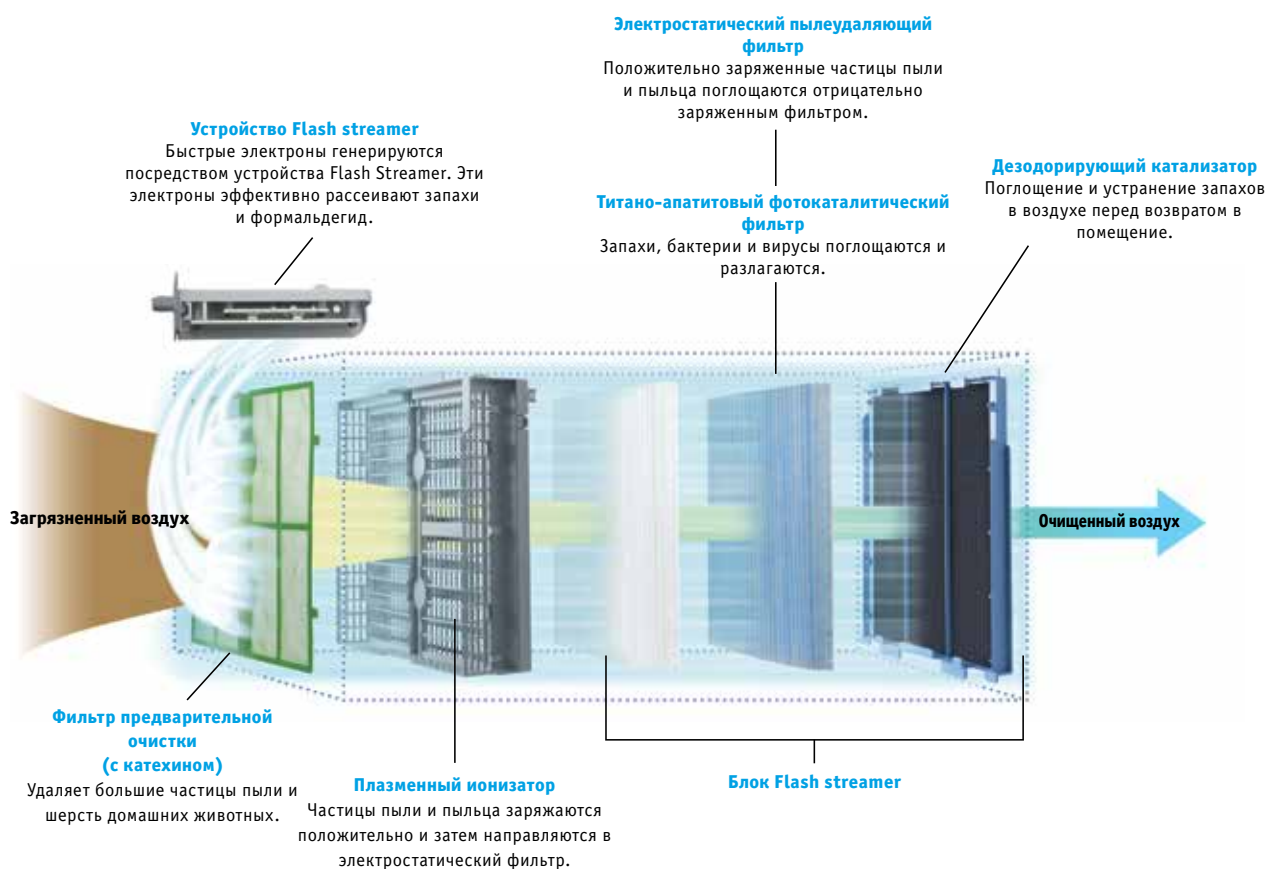 Электростатический пылеудаляющий
фильтр
Положительно заряженные частицы пыли
и пыльца поглощаются отрицательно
заряженным фильтром.
Устройство Flash streamer
Быстрые электроны генерируются
посредством устройства Flash Streamer. Эти
электроны эффективно рассеивают запахи
и формальдегид.
Титано-апатитовый фотокаталитический
фильтр
Запахи, бактерии и вирусы поглощаются и
разлагаются.
Дезодорирующий катализатор
Поглощение и устранение запахов
в воздухе перед возвратом в
помещение.
Загрязненный воздух
Очищенный воздух
Фильтр предварительной
очистки
(с катехином)
Удаляет большие частицы пыли и
шерсть домашних животных.
Плазменный ионизатор
Частицы пыли и пыльца заряжаются
положительно и затем направляются в
электростатический фильтр.
Блок Flash streamer